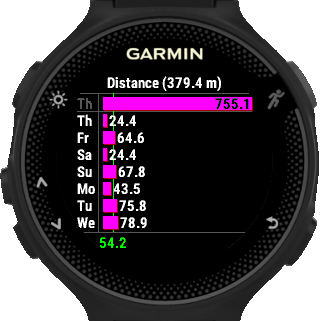 GARMIN
Distance (379.4 m)
Th 755.1
Th 24.4
Fr 64.6
Sa 24.4
Su 67.8
Mo 43.5
Tu 75.8
We 78.9
54.2